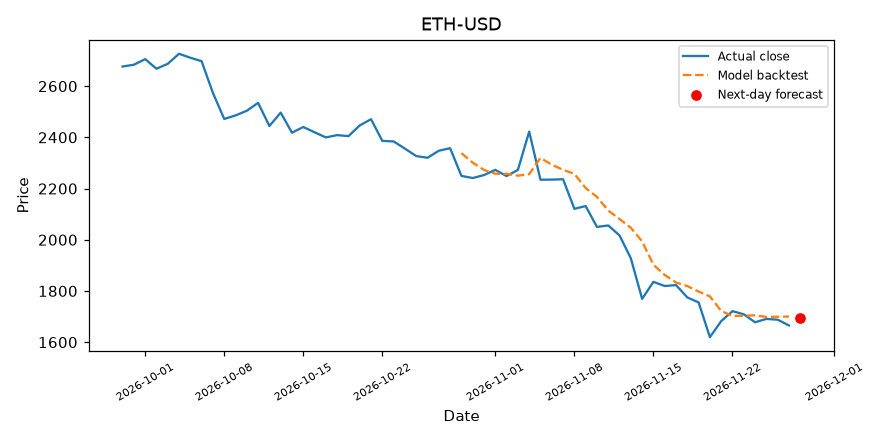 ETH-USD
Actual close
Model backtest
Next-day forecast
Price
2600
2400
2200
2000
1800
1600
2026-10-01
2026-10-08
2026-10-15
2026-10-22
2026-11-01
2026-11-08
2026-11-15
2026-11-22
2026-12-01
Date